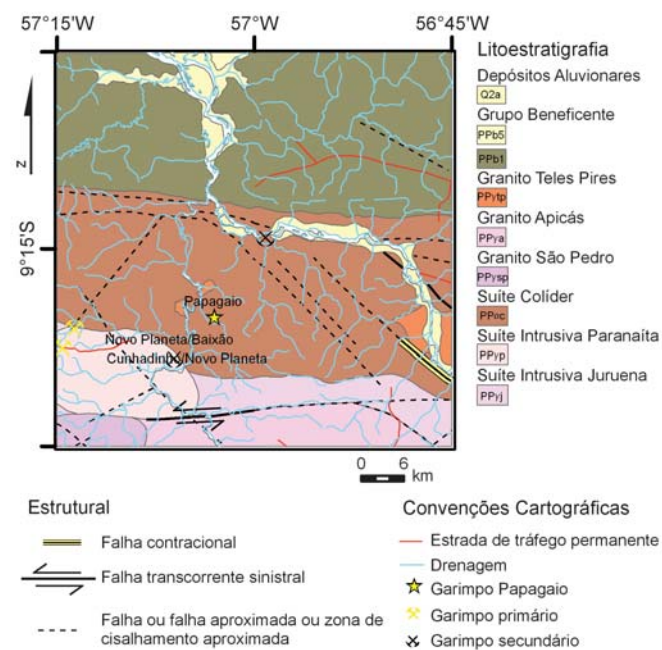 57°15'W
57°0'W
56°45'W
z
9°15'S
Papagaio
Novo Planeta/Baixão
Cunhadinho/Novo Planeta
0 6
km
Litoestratigrafia
Depósitos Aluvionares
Q2a
Grupo Beneficente
PPb5
PPb1
Granito Teles Pires
PPγtp
Granito Apicás
PPγa
Granito São Pedro
PPγsp
Suíte Colíder
PPαc
Suíte Intrusiva Paranaíta
PPγp
Suíte Intrusiva Juruena
PPγj
Estrutural
Falha contracional
Falha transcorrente sinistral
Falha ou falha aproximada ou zona de
cisalhamento aproximada
Convenções Cartográficas
Estrada de tráfego permanente
Drenagem
Garimpo Papagaio
Garimpo primário
Garimpo secundário